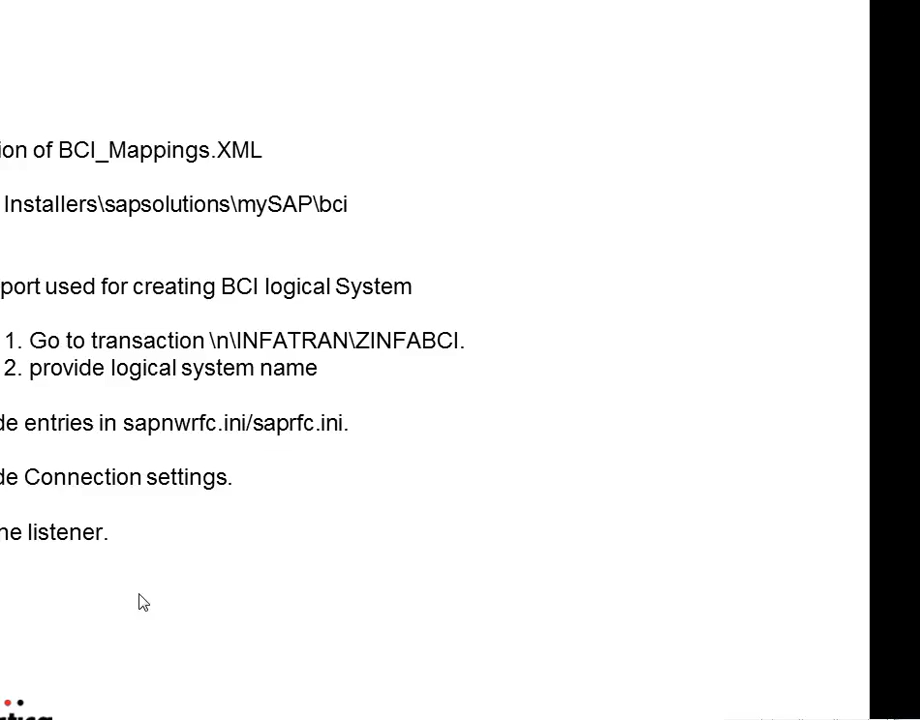 ion of BCI_Mappings.XML
Installers\sapsolutions\mySAP\bci
port used for creating BCI logical System
1. Go to transaction \n\INFATRAN\ZINFABCI.
2. provide logical system name
de entries in sapnwrfc.ini/saprfc.ini.
de Connection settings.
he listener.